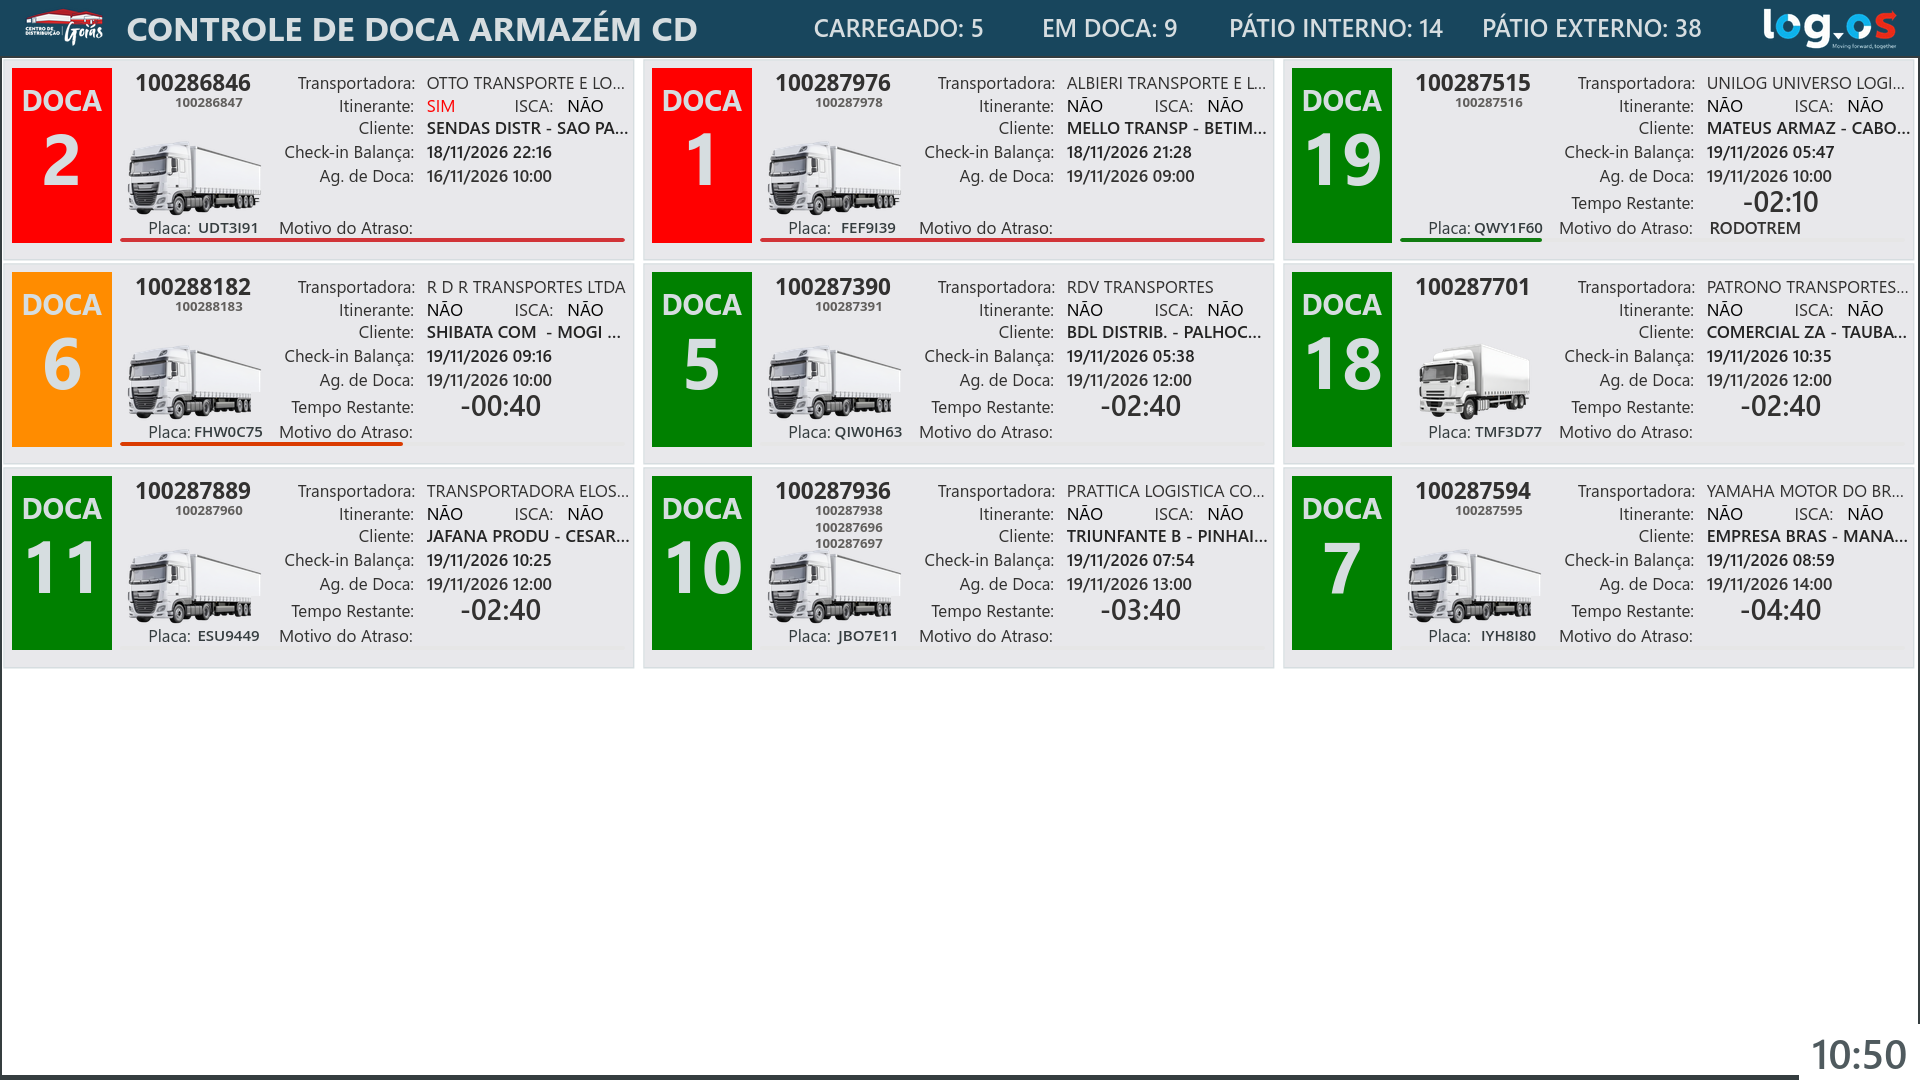 CENTRO DE DISTRIBUIÇÃO Goiás
CONTROLE DE DOCA ARMAZÉM CD
CARREGADO: 5 EM DOCA: 9 PÁTIO INTERNO: 14 PÁTIO EXTERNO: 38
log.os
Moving forward, together
DOCA
2
100286846
100286847
Transportadora: OTTO TRANSPORTE E LO...
Itinerante: SIM ISCA: NÃO
Cliente: SENDAS DISTR - SAO PA...
Check-in Balança: 18/11/2026 22:16
Ag. de Doca: 16/11/2026 10:00
Placa: UDT3I91 Motivo do Atraso:
DOCA
1
100287976
100287978
Transportadora: ALBIERI TRANSPORTE E L...
Itinerante: NÃO ISCA: NÃO
Cliente: MELLO TRANSP - BETIM...
Check-in Balança: 18/11/2026 21:28
Ag. de Doca: 19/11/2026 09:00
Placa: FEF9I39 Motivo do Atraso:
DOCA
19
100287515
100287516
Transportadora: UNILOG UNIVERSO LOGI...
Itinerante: NÃO ISCA: NÃO
Cliente: MATEUS ARMAZ - CABO...
Check-in Balança: 19/11/2026 05:47
Ag. de Doca: 19/11/2026 10:00
Tempo Restante: -02:10
Placa: QWY1F60 Motivo do Atraso: RODOTREM
DOCA
6
100288182
100288183
Transportadora: R D R TRANSPORTES LTDA
Itinerante: NÃO ISCA: NÃO
Cliente: SHIBATA COM - MOGI ...
Check-in Balança: 19/11/2026 09:16
Ag. de Doca: 19/11/2026 10:00
Tempo Restante: -00:40
Placa: FHW0C75 Motivo do Atraso:
DOCA
5
100287390
100287391
Transportadora: RDV TRANSPORTES
Itinerante: NÃO ISCA: NÃO
Cliente: BDL DISTRIB. - PALHOC...
Check-in Balança: 19/11/2026 05:38
Ag. de Doca: 19/11/2026 12:00
Tempo Restante: -02:40
Placa: QIW0H63 Motivo do Atraso:
DOCA
18
100287701
Transportadora: PATRONO TRANSPORTES...
Itinerante: NÃO ISCA: NÃO
Cliente: COMERCIAL ZA - TAUBA...
Check-in Balança: 19/11/2026 10:35
Ag. de Doca: 19/11/2026 12:00
Tempo Restante: -02:40
Placa: TMF3D77 Motivo do Atraso:
DOCA
11
100287889
100287960
Transportadora: TRANSPORTADORA ELOS...
Itinerante: NÃO ISCA: NÃO
Cliente: JAFANA PRODU - CESAR...
Check-in Balança: 19/11/2026 10:25
Ag. de Doca: 19/11/2026 12:00
Tempo Restante: -02:40
Placa: ESU9449 Motivo do Atraso:
DOCA
10
100287936
100287938
100287696
100287697
Transportadora: PRATTICA LOGISTICA CO...
Itinerante: NÃO ISCA: NÃO
Cliente: TRIUNFANTE B - PINHAI...
Check-in Balança: 19/11/2026 07:54
Ag. de Doca: 19/11/2026 13:00
Tempo Restante: -03:40
Placa: JBO7E11 Motivo do Atraso:
DOCA
7
100287594
100287595
Transportadora: YAMAHA MOTOR DO BR...
Itinerante: NÃO ISCA: NÃO
Cliente: EMPRESA BRAS - MANA...
Check-in Balança: 19/11/2026 08:59
Ag. de Doca: 19/11/2026 14:00
Tempo Restante: -04:40
Placa: IYH8I80 Motivo do Atraso:
10:50